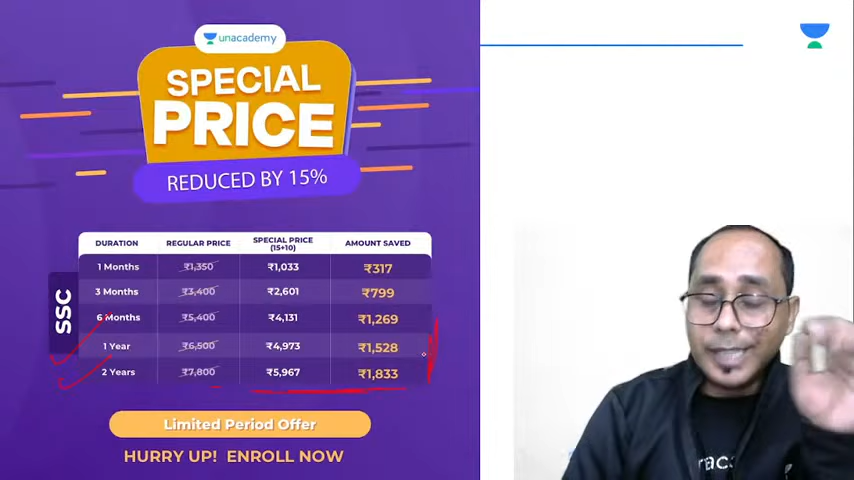 unacademy
SPECIAL
PRICE
REDUCED BY 15%
DURATION REGULAR PRICE SPECIAL PRICE (15+10) AMOUNT SAVED
SSC
1 Months ₹1,350 ₹1,033 ₹317
3 Months ₹3,400 ₹2,601 ₹799
6 Months ₹5,400 ₹4,131 ₹1,269
1 Year ₹6,500 ₹4,973 ₹1,528
2 Years ₹7,800 ₹5,967 ₹1,833
Limited Period Offer
HURRY UP! ENROLL NOW